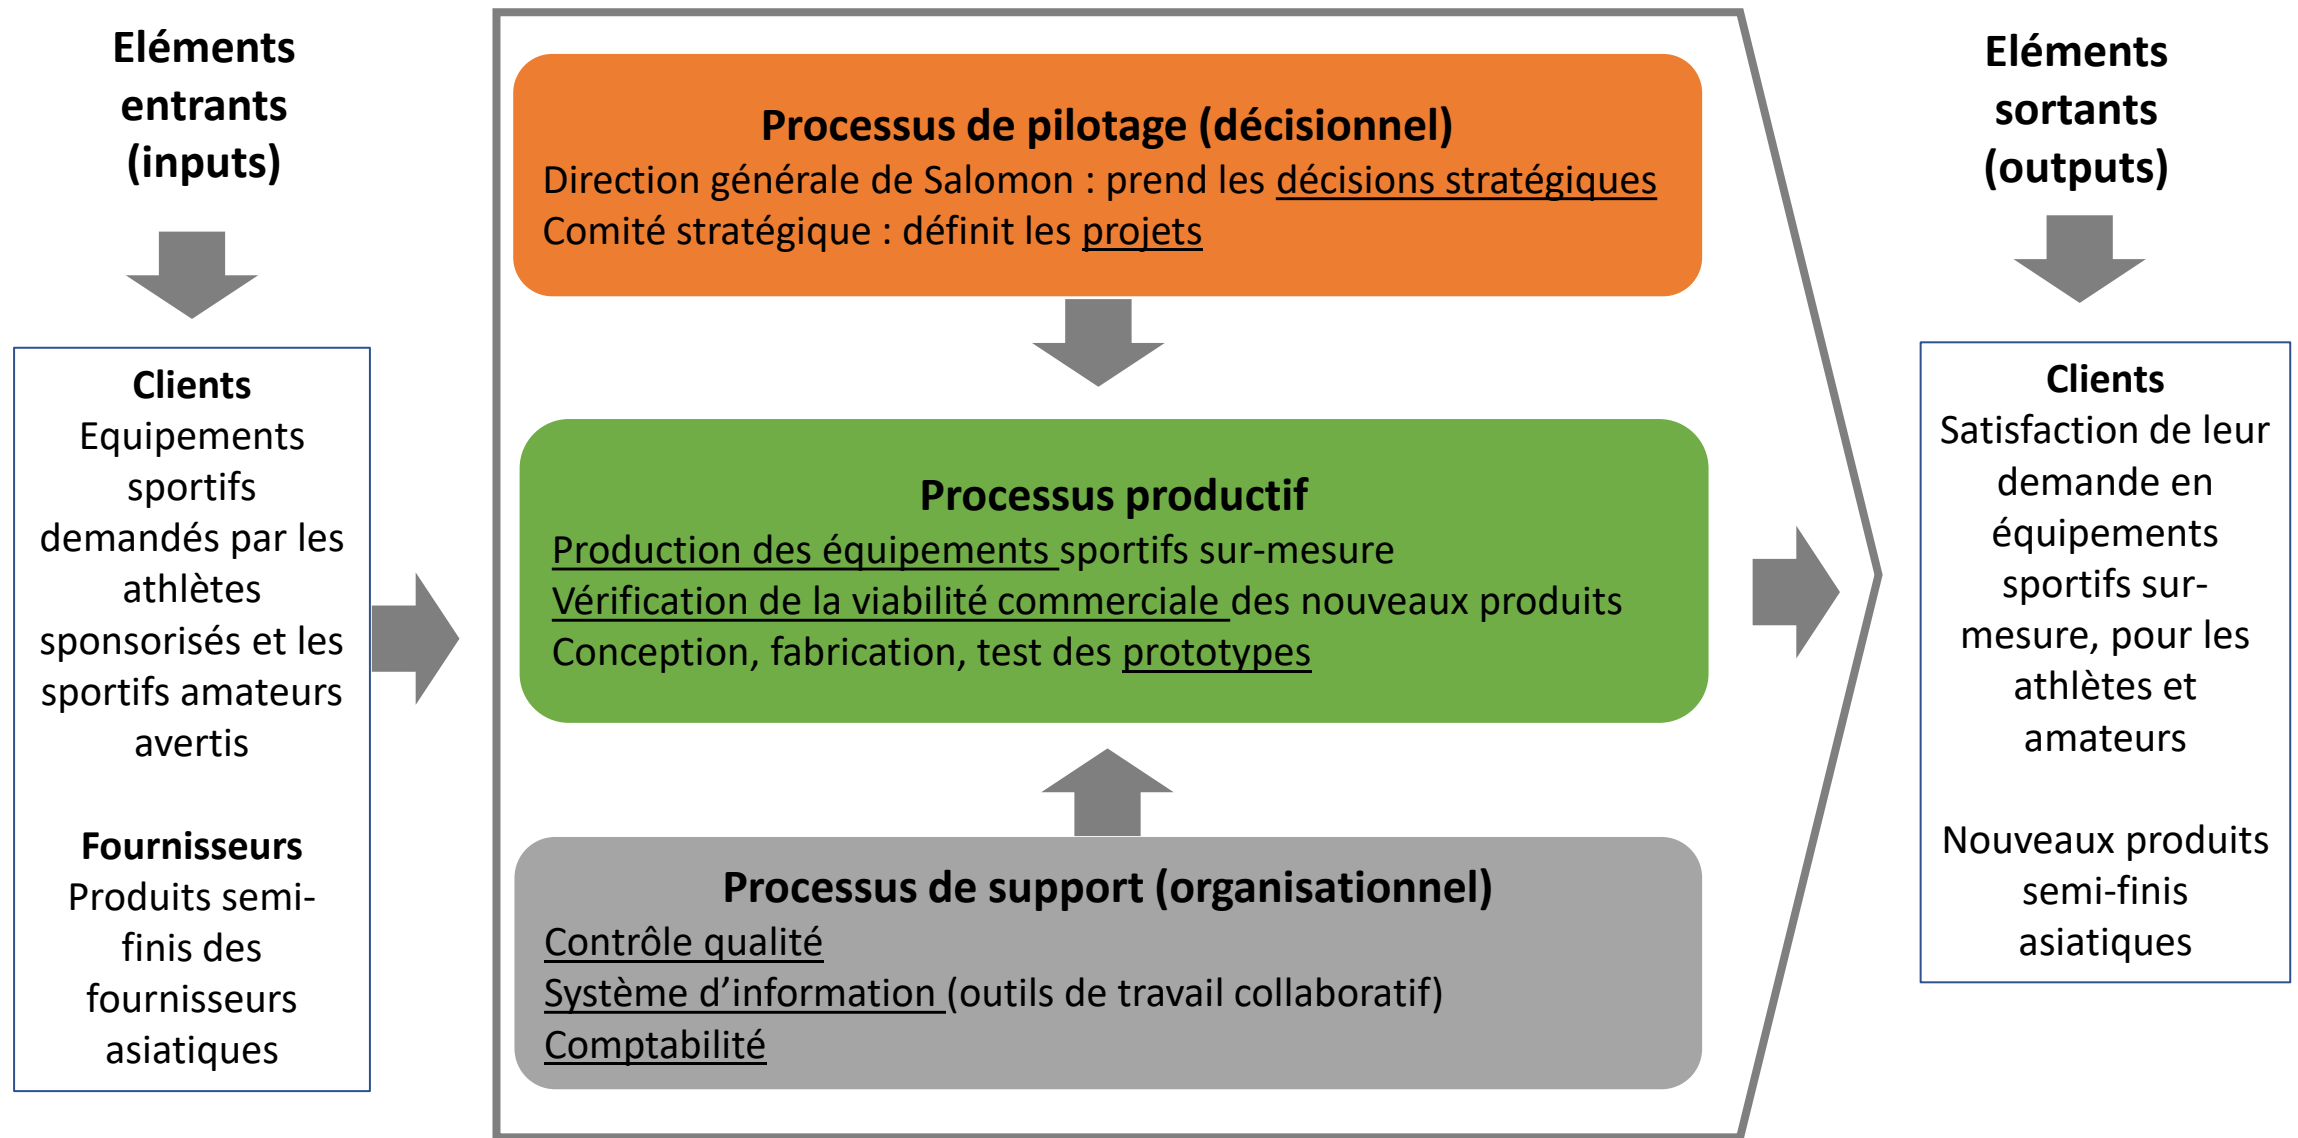 Eléments
entrants
(inputs)
Clients
Equipements
sportifs
demandés par les
athlètes
sponsorisés et les
sportifs amateurs
avertis
Fournisseurs
Produits semi-
finis des
fournisseurs
asiatiques
Processus de pilotage (décisionnel)
Direction générale de Salomon : prend les décisions stratégiques
Comité stratégique : définit les projets
Processus productif
Production des équipements sportifs sur-mesure
Vérification de la viabilité commerciale des nouveaux produits
Conception, fabrication, test des prototypes
Processus de support (organisationnel)
Contrôle qualité
Système d’information (outils de travail collaboratif)
Comptabilité
Eléments
sortants
(outputs)
Clients
Satisfaction de leur
demande en
équipements
sportifs sur-
mesure, pour les
athlètes et
amateurs
Nouveaux produits
semi-finis
asiatiques